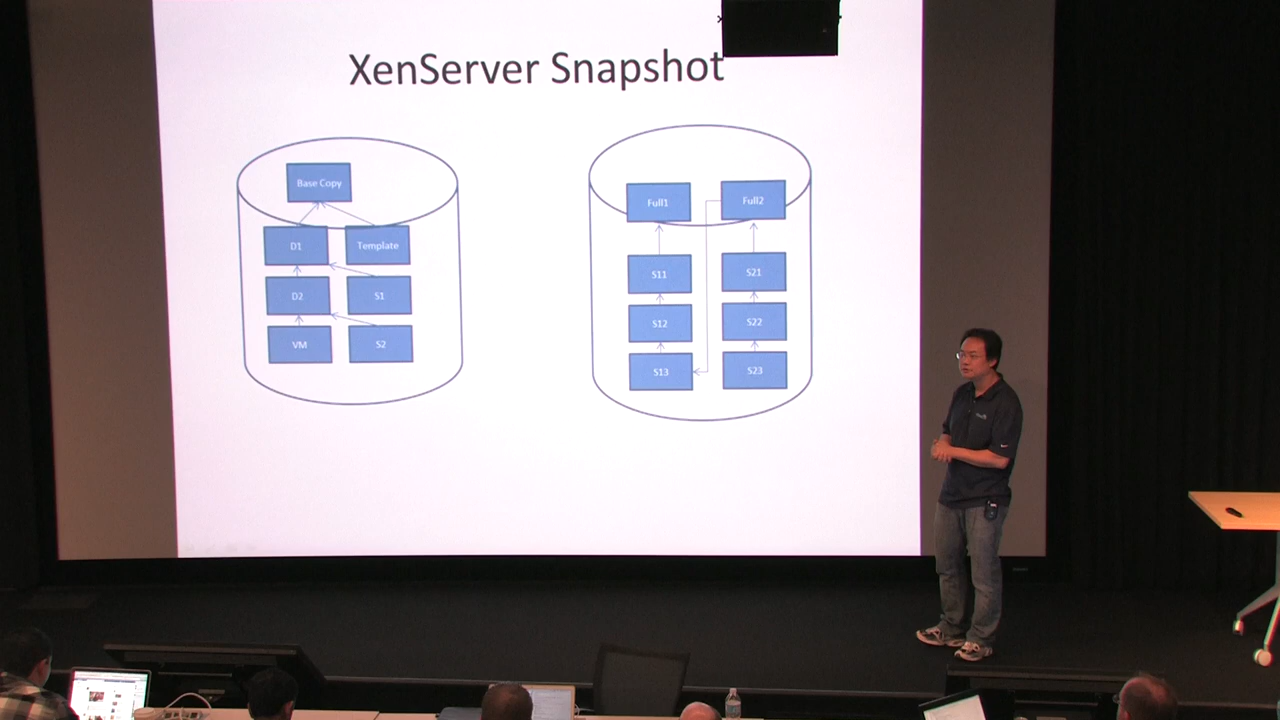 XenServer Snapshot
Base Copy
D1
Template
D2
S1
VM
S2
Full1
Full2
S11
S21
S12
S22
S13
S23